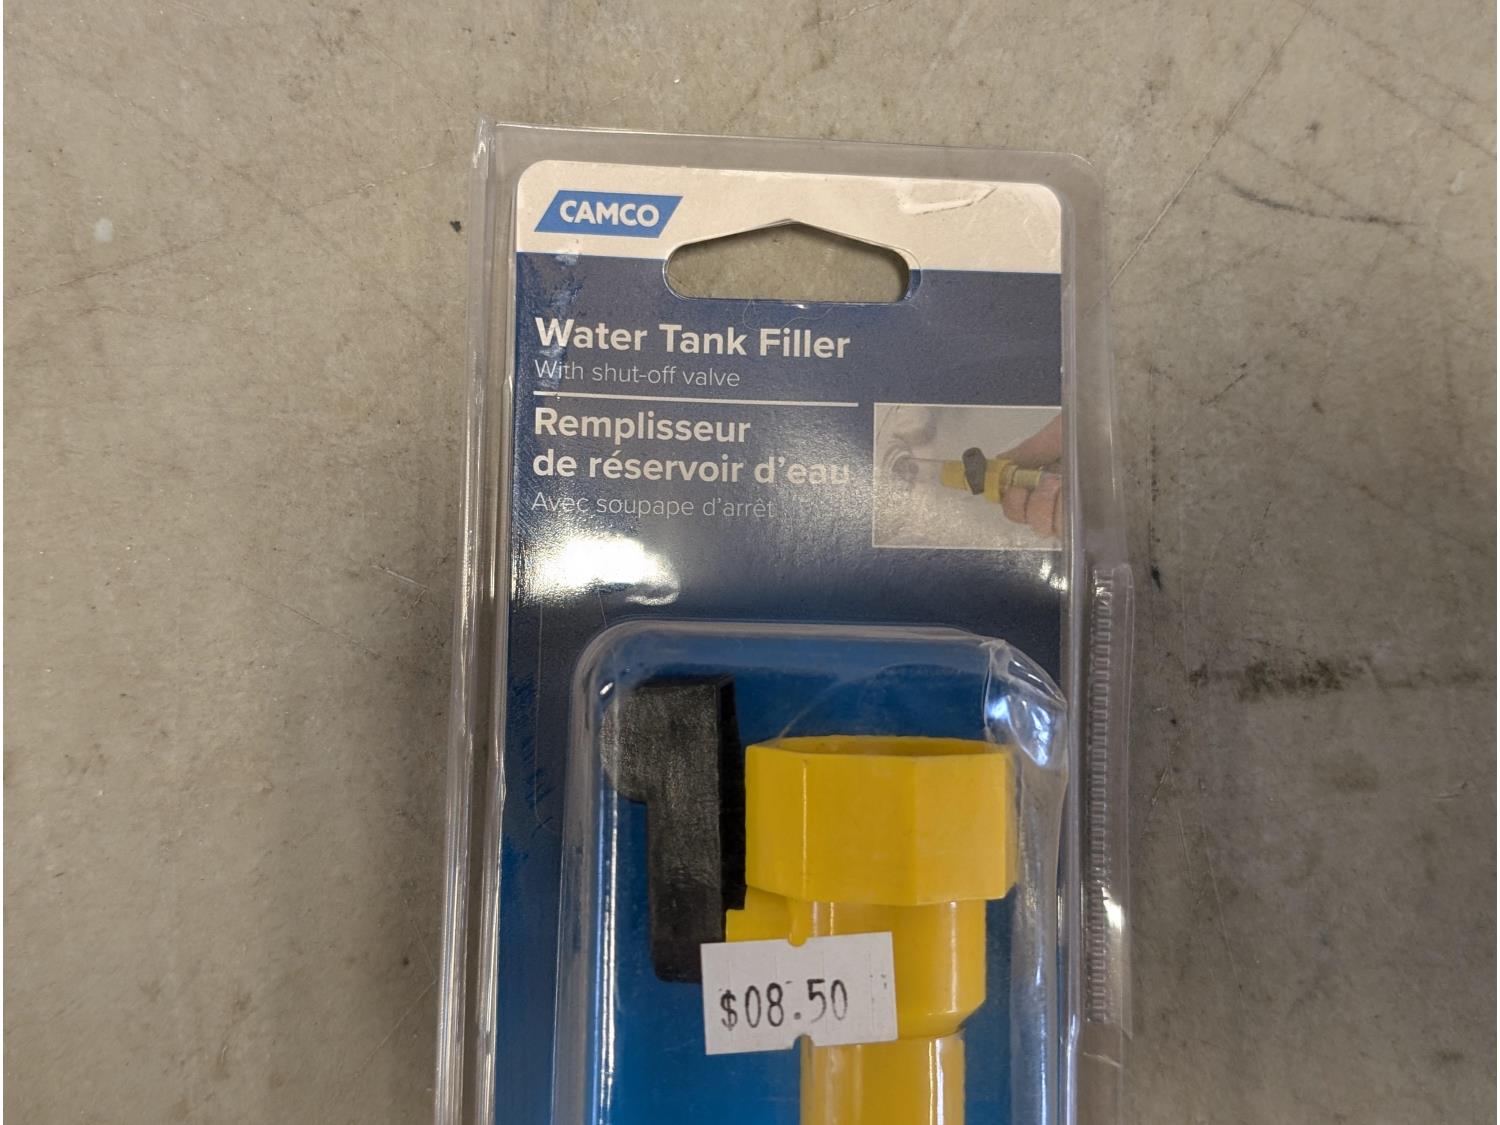 CAMCO
Water Tank Filler
With shut-off valve
Remplisseur
de réservoir d'eau
Avec soupape d'arrêt
$08.50